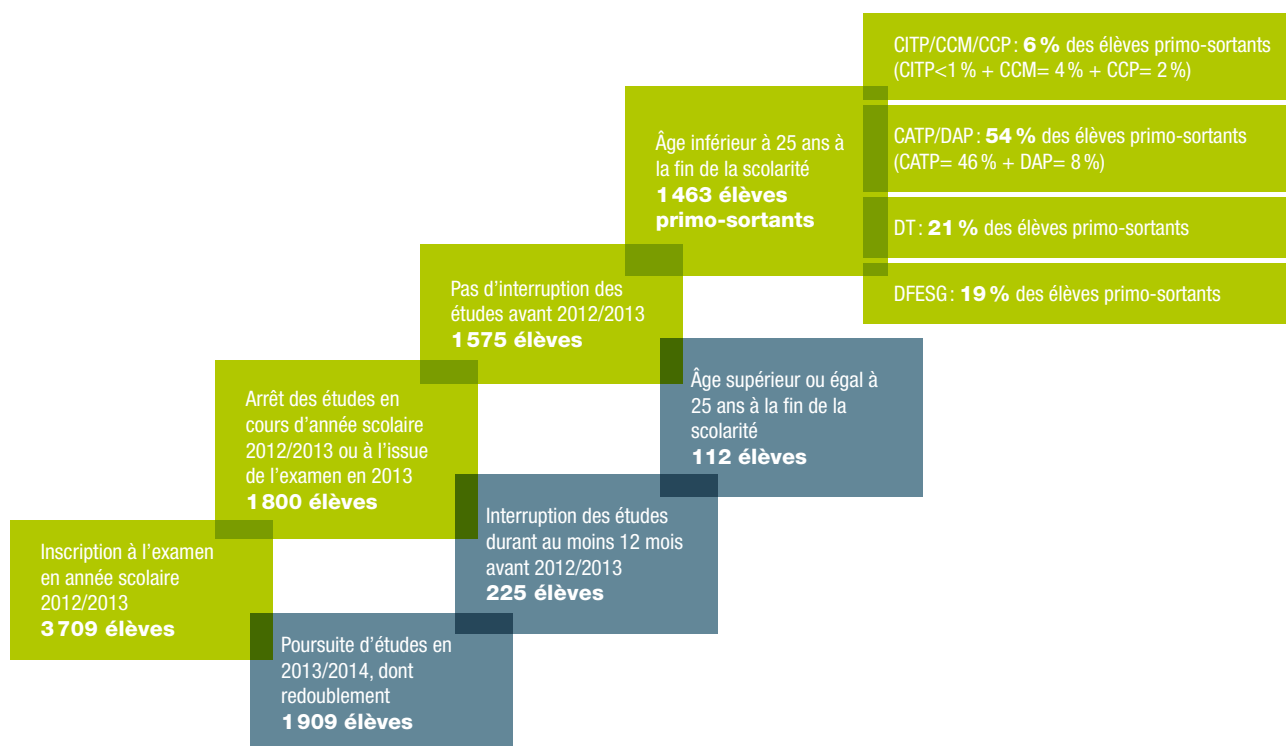 CITP/CCM/CCP : 6 % des élèves primo-sortants
(CITP<1 % + CCM= 4 % + CCP= 2 %)
CATP/DAP : 54 % des élèves primo-sortants
(CATP= 46 % + DAP= 8 %)
DT : 21 % des élèves primo-sortants
DFESG : 19 % des élèves primo-sortants
Âge inférieur à 25 ans à
la fin de la scolarité
1 463 élèves
primo-sortants
Pas d’interruption des
études avant 2012/2013
1 575 élèves
Âge supérieur ou égal à
25 ans à la fin de la
scolarité
112 élèves
Arrêt des études en
cours d’année scolaire
2012/2013 ou à l’issue
de l’examen en 2013
1 800 élèves
Interruption des études
durant au moins 12 mois
avant 2012/2013
225 élèves
Inscription à l’examen
en année scolaire
2012/2013
3 709 élèves
Poursuite d’études en
2013/2014, dont
redoublement
1 909 élèves